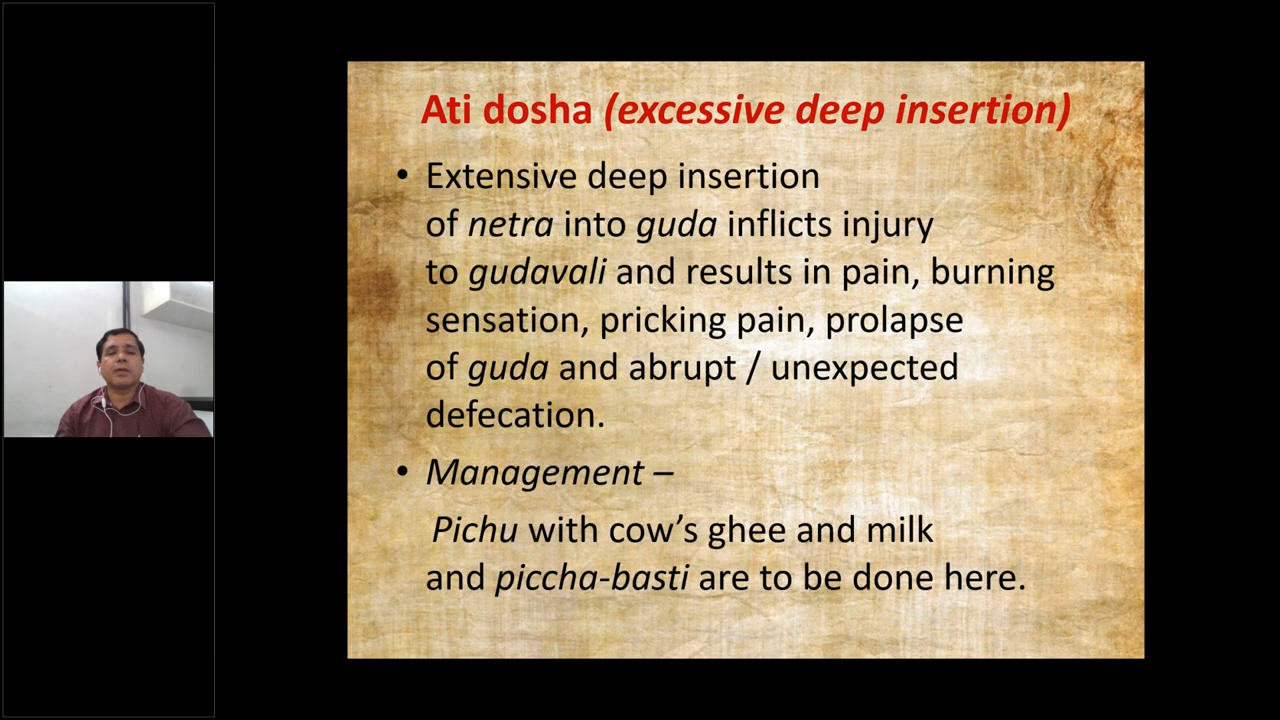 Ati dosha (excessive deep insertion)
• Extensive deep insertion
of netra into guda inflicts injury
to gudavali and results in pain, burning
sensation, pricking pain, prolapse
of guda and abrupt / unexpected
defecation.
• Management –
Pichu with cow’s ghee and milk
and piccha-basti are to be done here.